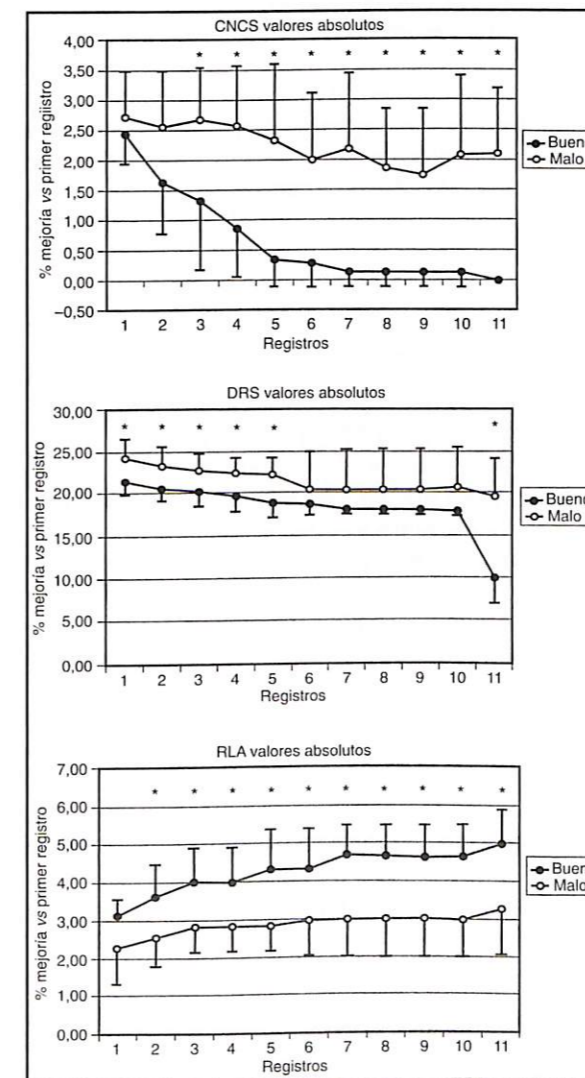 CNCS valores absolutos
% mejoría vs primer regiistro
4,00
3,50
3,00
2,50
2,00
1,50
1,00
0,50
0,00
–0,50
* * * * * * * * *
Buen
Malo
1 2 3 4 5 6 7 8 9 10 11
Registros
DRS valores absolutos
% mejoría vs primer registro
30,00
25,00
20,00
15,00
10,00
5,00
0,00
* * * * * *
Buen
Malo
1 2 3 4 5 6 7 8 9 10 11
Registros
RLA valores absolutos
% mejoría vs primer registro
7,00
6,00
5,00
4,00
3,00
2,00
1,00
0,00
* * * * * * * * * *
Buen
Malo
1 2 3 4 5 6 7 8 9 10 11
Registros